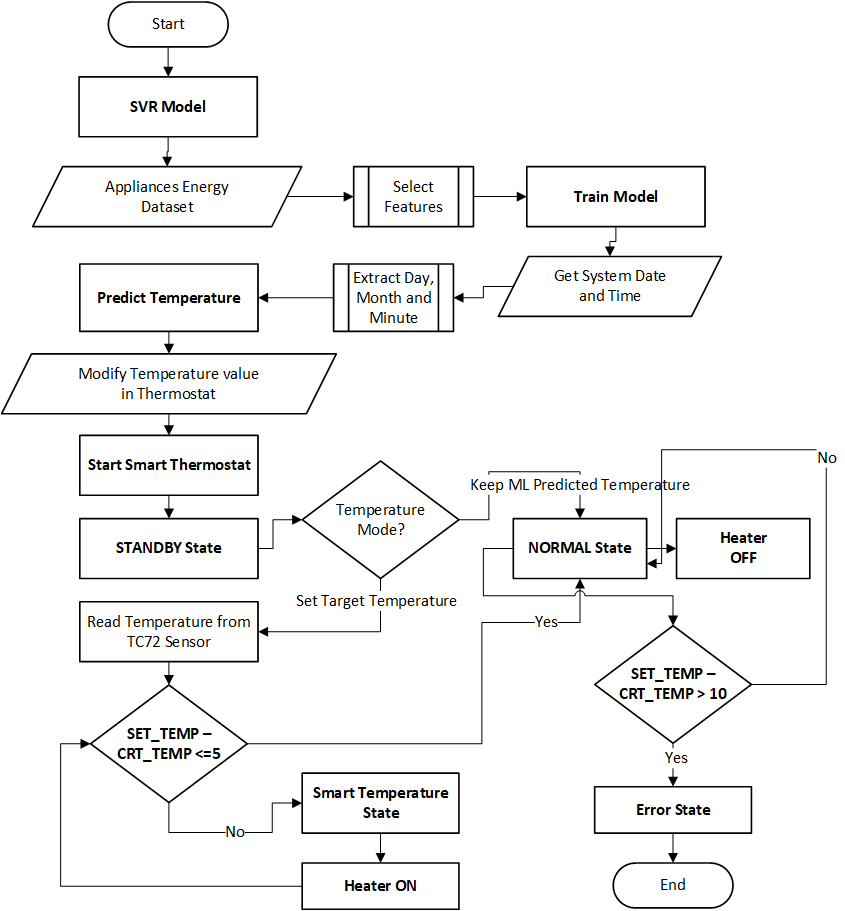 Start
SVR Model
Appliances Energy
Dataset
Select
Features
Train Model
Get System Date
and Time
Extract Day,
Month and
Minute
Predict Temperature
Modify Temperature value
in Thermostat
Start Smart Thermostat
STANDBY State
Temperature
Mode?
Keep ML Predicted Temperature
No
NORMAL State
Heater
OFF
Set Target Temperature
Read Temperature from
TC72 Sensor
Yes
SET_TEMP –
CRT_TEMP > 10
SET_TEMP –
CRT_TEMP <=5
Yes
No
Smart Temperature
State
Error State
Heater ON
End